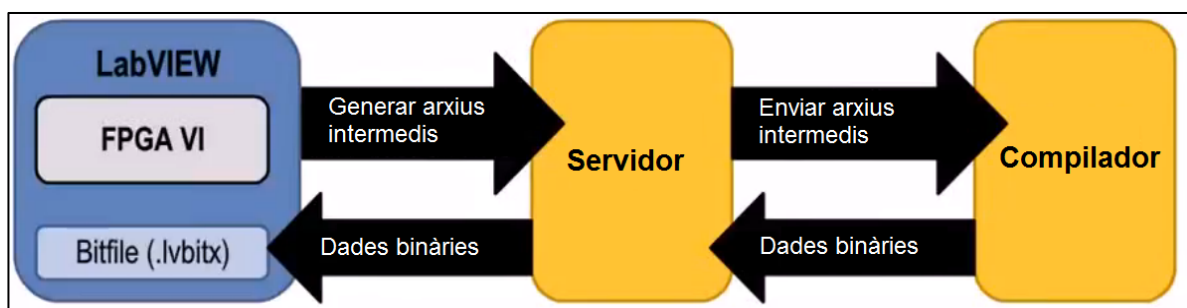 LabVIEW
FPGA VI
Bitfile (.lvbitx)
Generar arxius
intermedis
Dades binàries
Servidor
Enviar arxius
intermedis
Dades binàries
Compilador